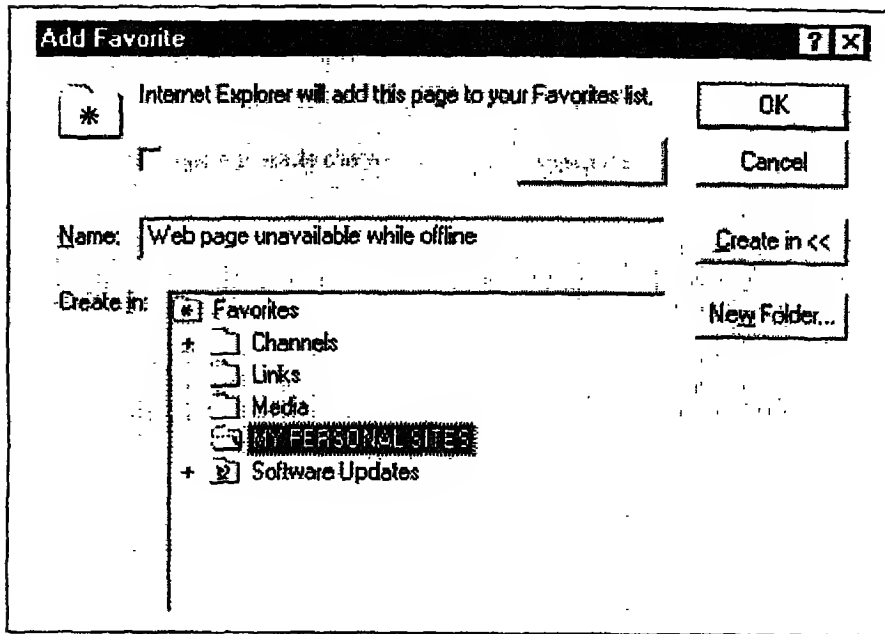 Add Favorite
Internet Explorer will add this page to your Favorites list.
OK
Cancel
Name: Web page unavailable while offline
Create in <<
Create in:
Favorites
New Folder...
Channels
Links
Media
MY PERSONAL SITES
Software Updates